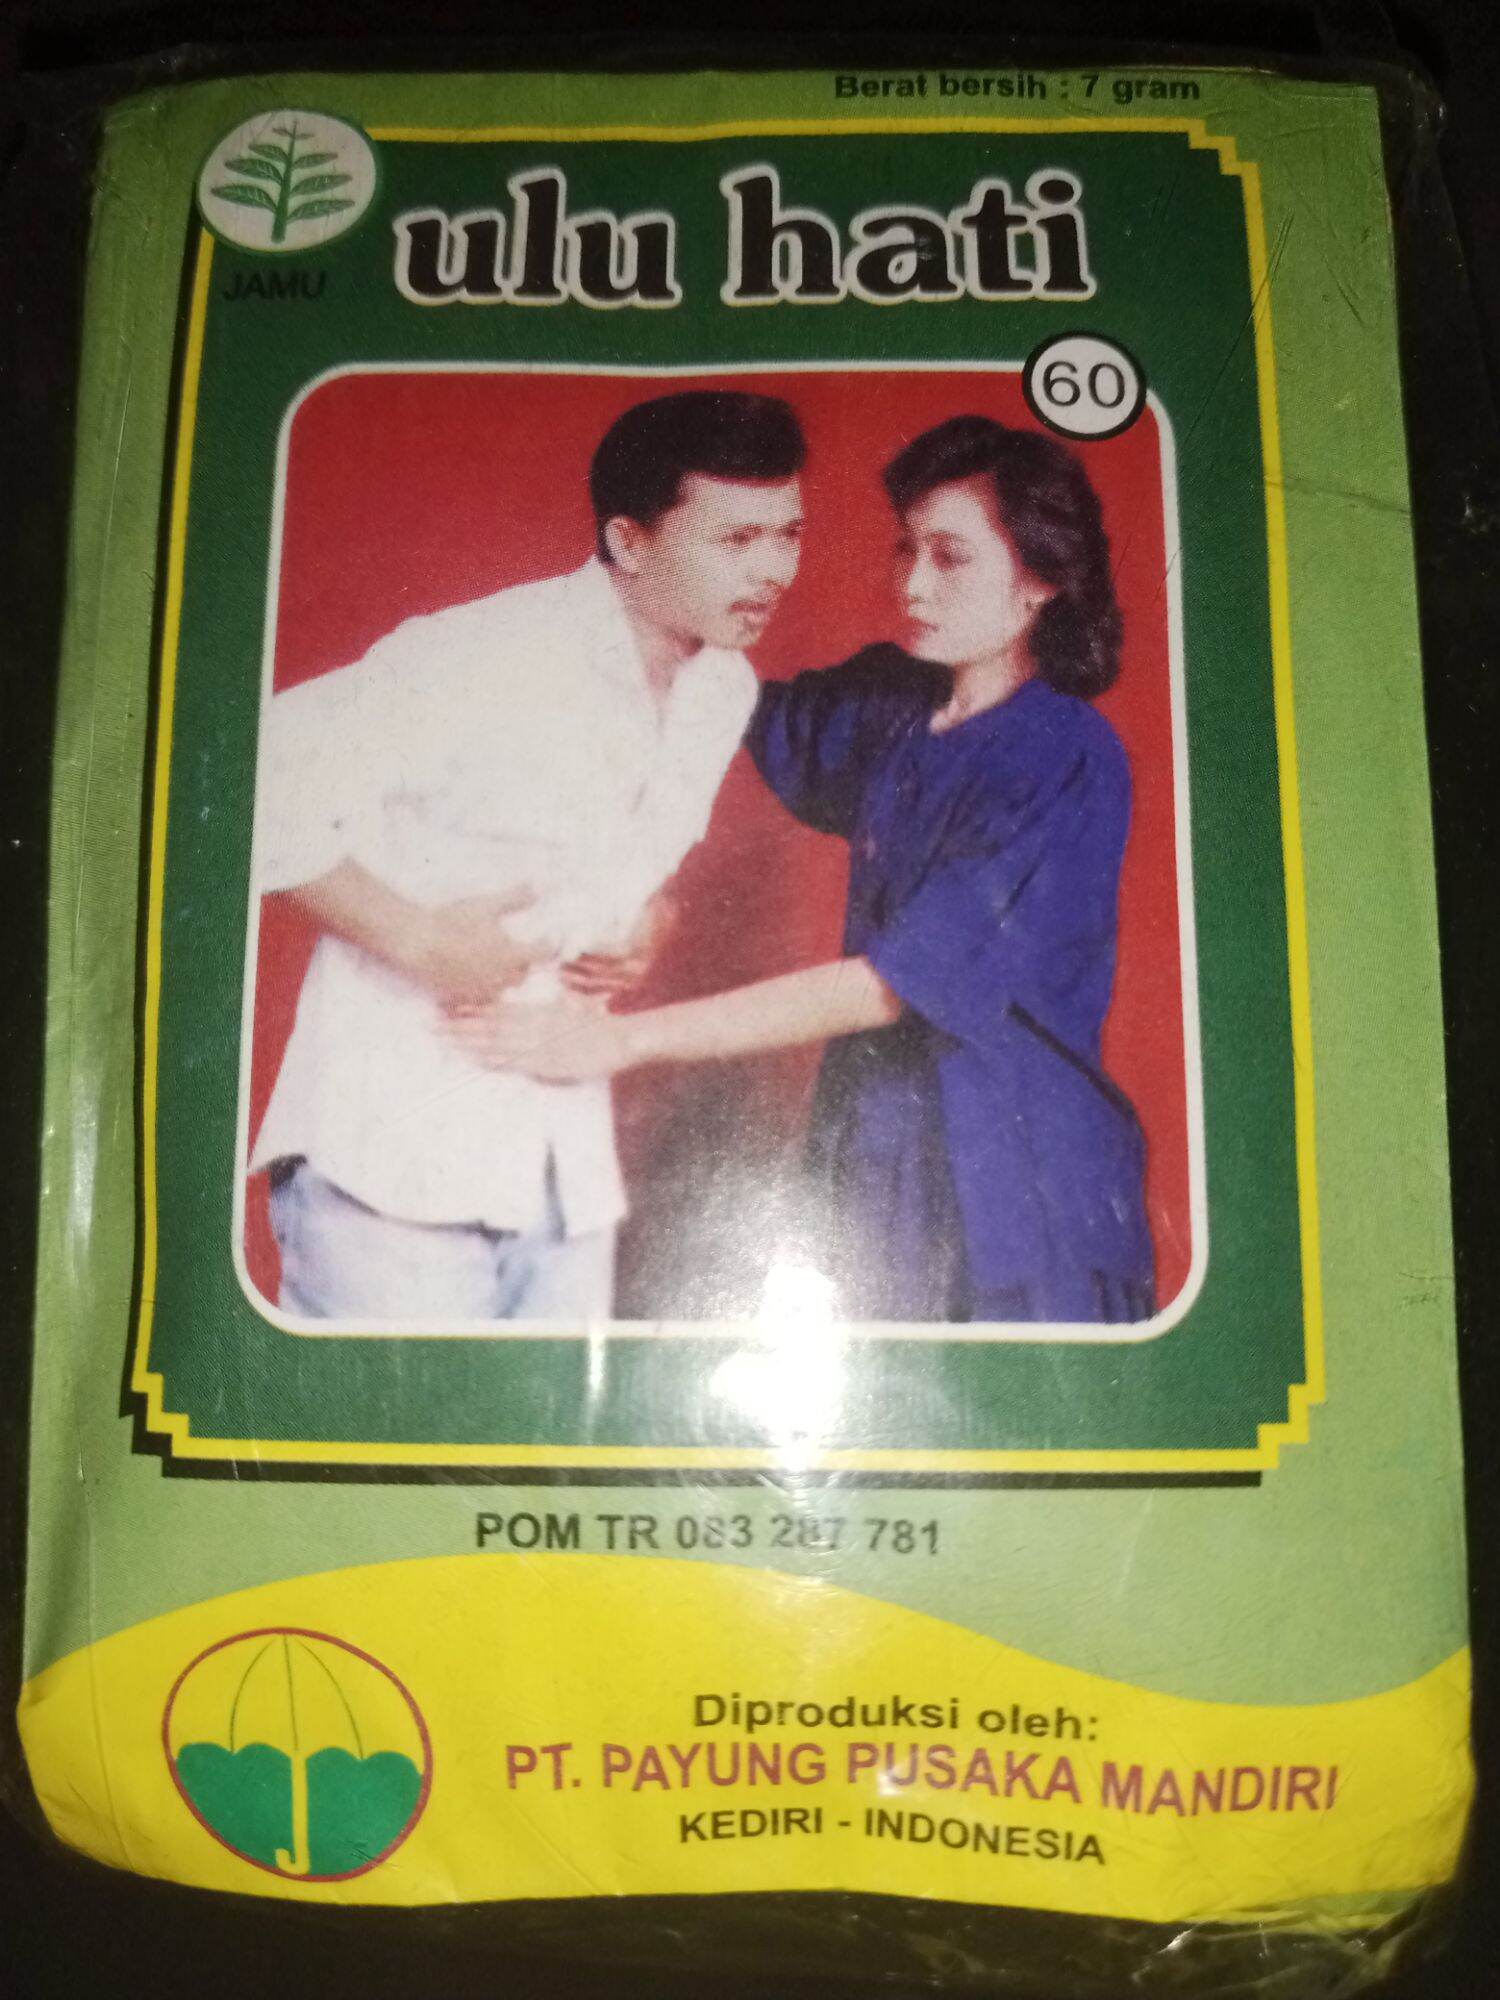 Berat bersih : 7 gram
JAMU
ulu hati
60
POM TR 083 287 781
Diproduksi oleh:
PT. PAYUNG PUSAKA MANDIRI
KEDIRI - INDONESIA